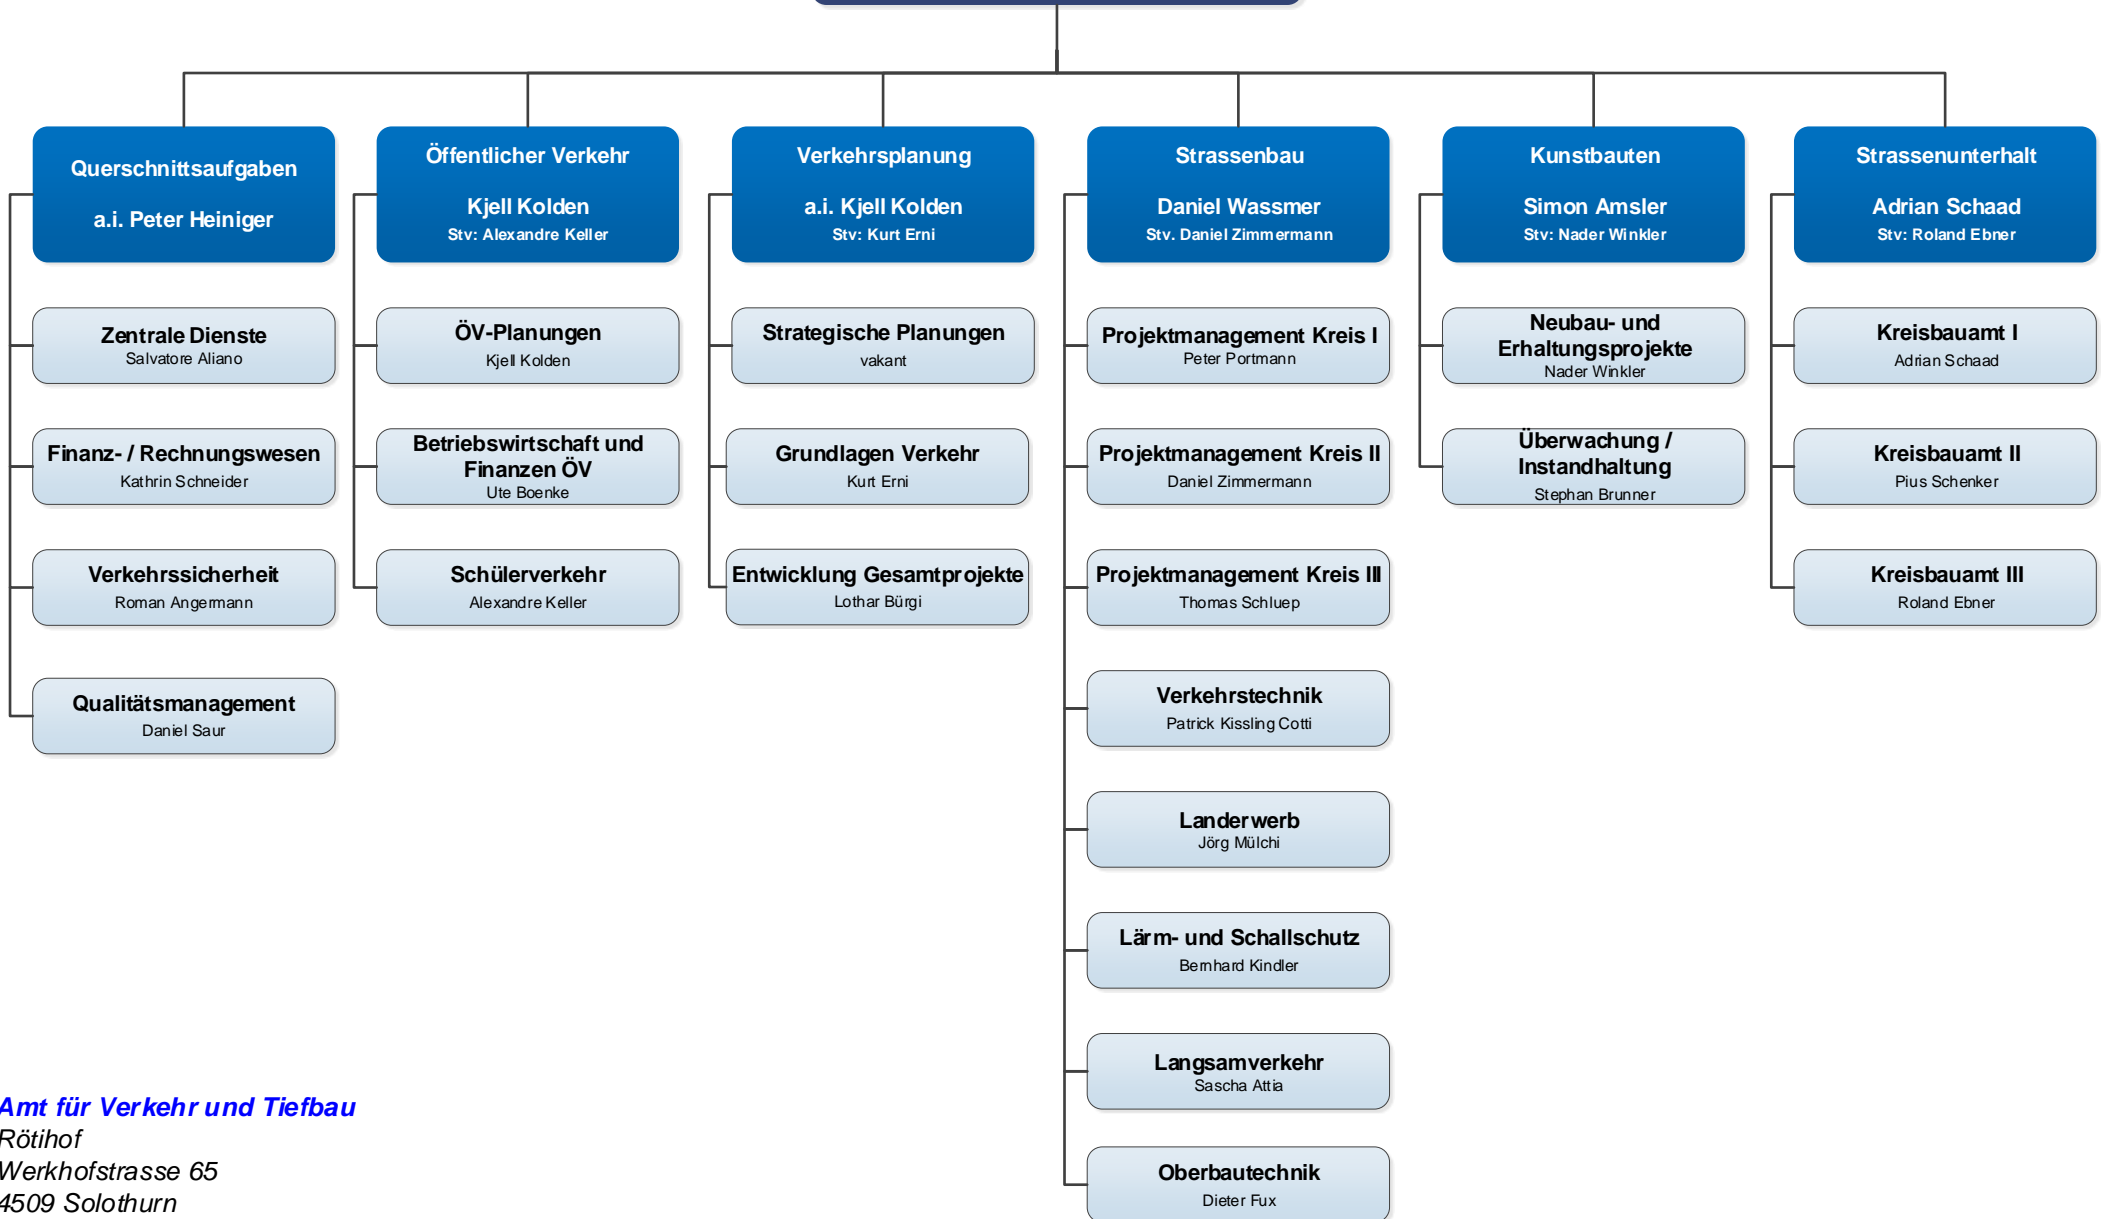 Querschnittsaufgaben
a.i. Peter Heiniger
Zentrale Dienste
Salvatore Aliano
Finanz- / Rechnungswesen
Kathrin Schneider
Verkehrssicherheit
Roman Angermann
Qualitätsmanagement
Daniel Saur
Öffentlicher Verkehr
Kjell Kolden
Stv: Alexandre Keller
ÖV-Planungen
Kjell Kolden
Betriebswirtschaft und
Finanzen ÖV
Ute Boenke
Schülerverkehr
Alexandre Keller
Verkehrsplanung
a.i. Kjell Kolden
Stv: Kurt Erni
Strategische Planungen
vakant
Grundlagen Verkehr
Kurt Erni
Entwicklung Gesamtprojekte
Lothar Bürgi
Strassenbau
Daniel Wassmer
Stv. Daniel Zimmermann
Projektmanagement Kreis I
Peter Portmann
Projektmanagement Kreis II
Daniel Zimmermann
Projektmanagement Kreis III
Thomas Schluep
Verkehrstechnik
Patrick Kissling Cotti
Landerwerb
Jörg Mülchi
Lärm- und Schallschutz
Bernhard Kindler
Langsamverkehr
Sascha Attia
Oberbautechnik
Dieter Fux
Kunstbauten
Simon Amsler
Stv: Nader Winkler
Neubau- und
Erhaltungsprojekte
Nader Winkler
Überwachung /
Instandhaltung
Stephan Brunner
Strassenunterhalt
Adrian Schaad
Stv: Roland Ebner
Kreisbauamt I
Adrian Schaad
Kreisbauamt II
Pius Schenker
Kreisbauamt III
Roland Ebner
Amt für Verkehr und Tiefbau
Rötihof
Werkhofstrasse 65
4509 Solothurn